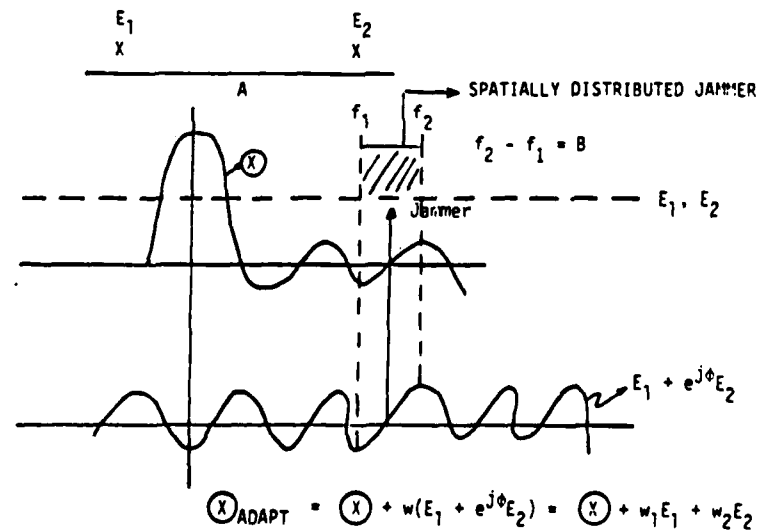 E₁ E₂
X X
A
SPATIALLY DISTRIBUTED JAMMER
f₁ f₂
f₂ - f₁ = B
Ⓧ
E₁, E₂
Jammer
E₁ + e^{jφ}E₂
Ⓧ_ADAPT = Ⓧ + w(E₁ + e^{jφ}E₂) = Ⓧ + w₁E₁ + w₂E₂